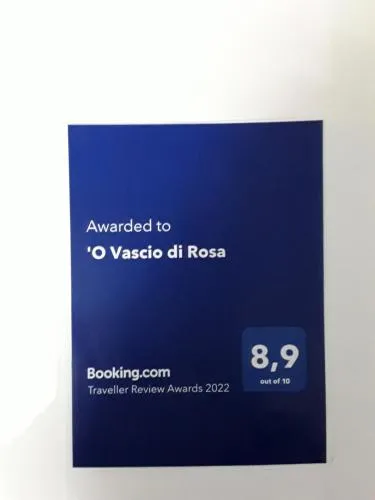 Awarded to
'O Vascio di Rosa
8,9
out of 10
Booking.com
Traveller Review Awards 2022